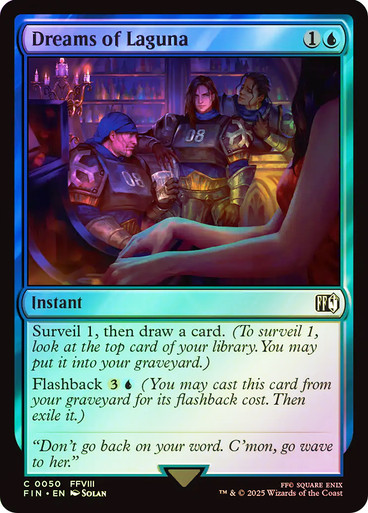 Dreams of Laguna 1
08
08
Instant
FF
Surveil 1, then draw a card. (To surveil 1,
look at the top card of your library. You may
put it into your graveyard.)
Flashback 3 (You may cast this card from
your graveyard for its flashback cost. Then
exile it.)
"Don't go back on your word. C'mon, go wave
to her."
C 0050 FFVIII
FIN • EN SOLAN
FF© SQUARE ENIX
™ & © 2025 Wizards of the Coast